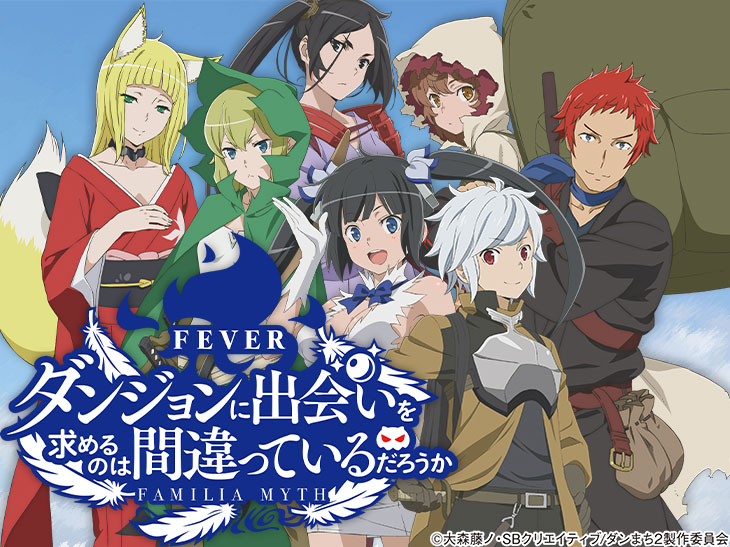 FEVER
ダンジョンに出会いを
求める
のは間違っているだろうか
FAMILIA MYTH
©大森藤ノ・SBクリエイティブ/ダンまち2製作委員会